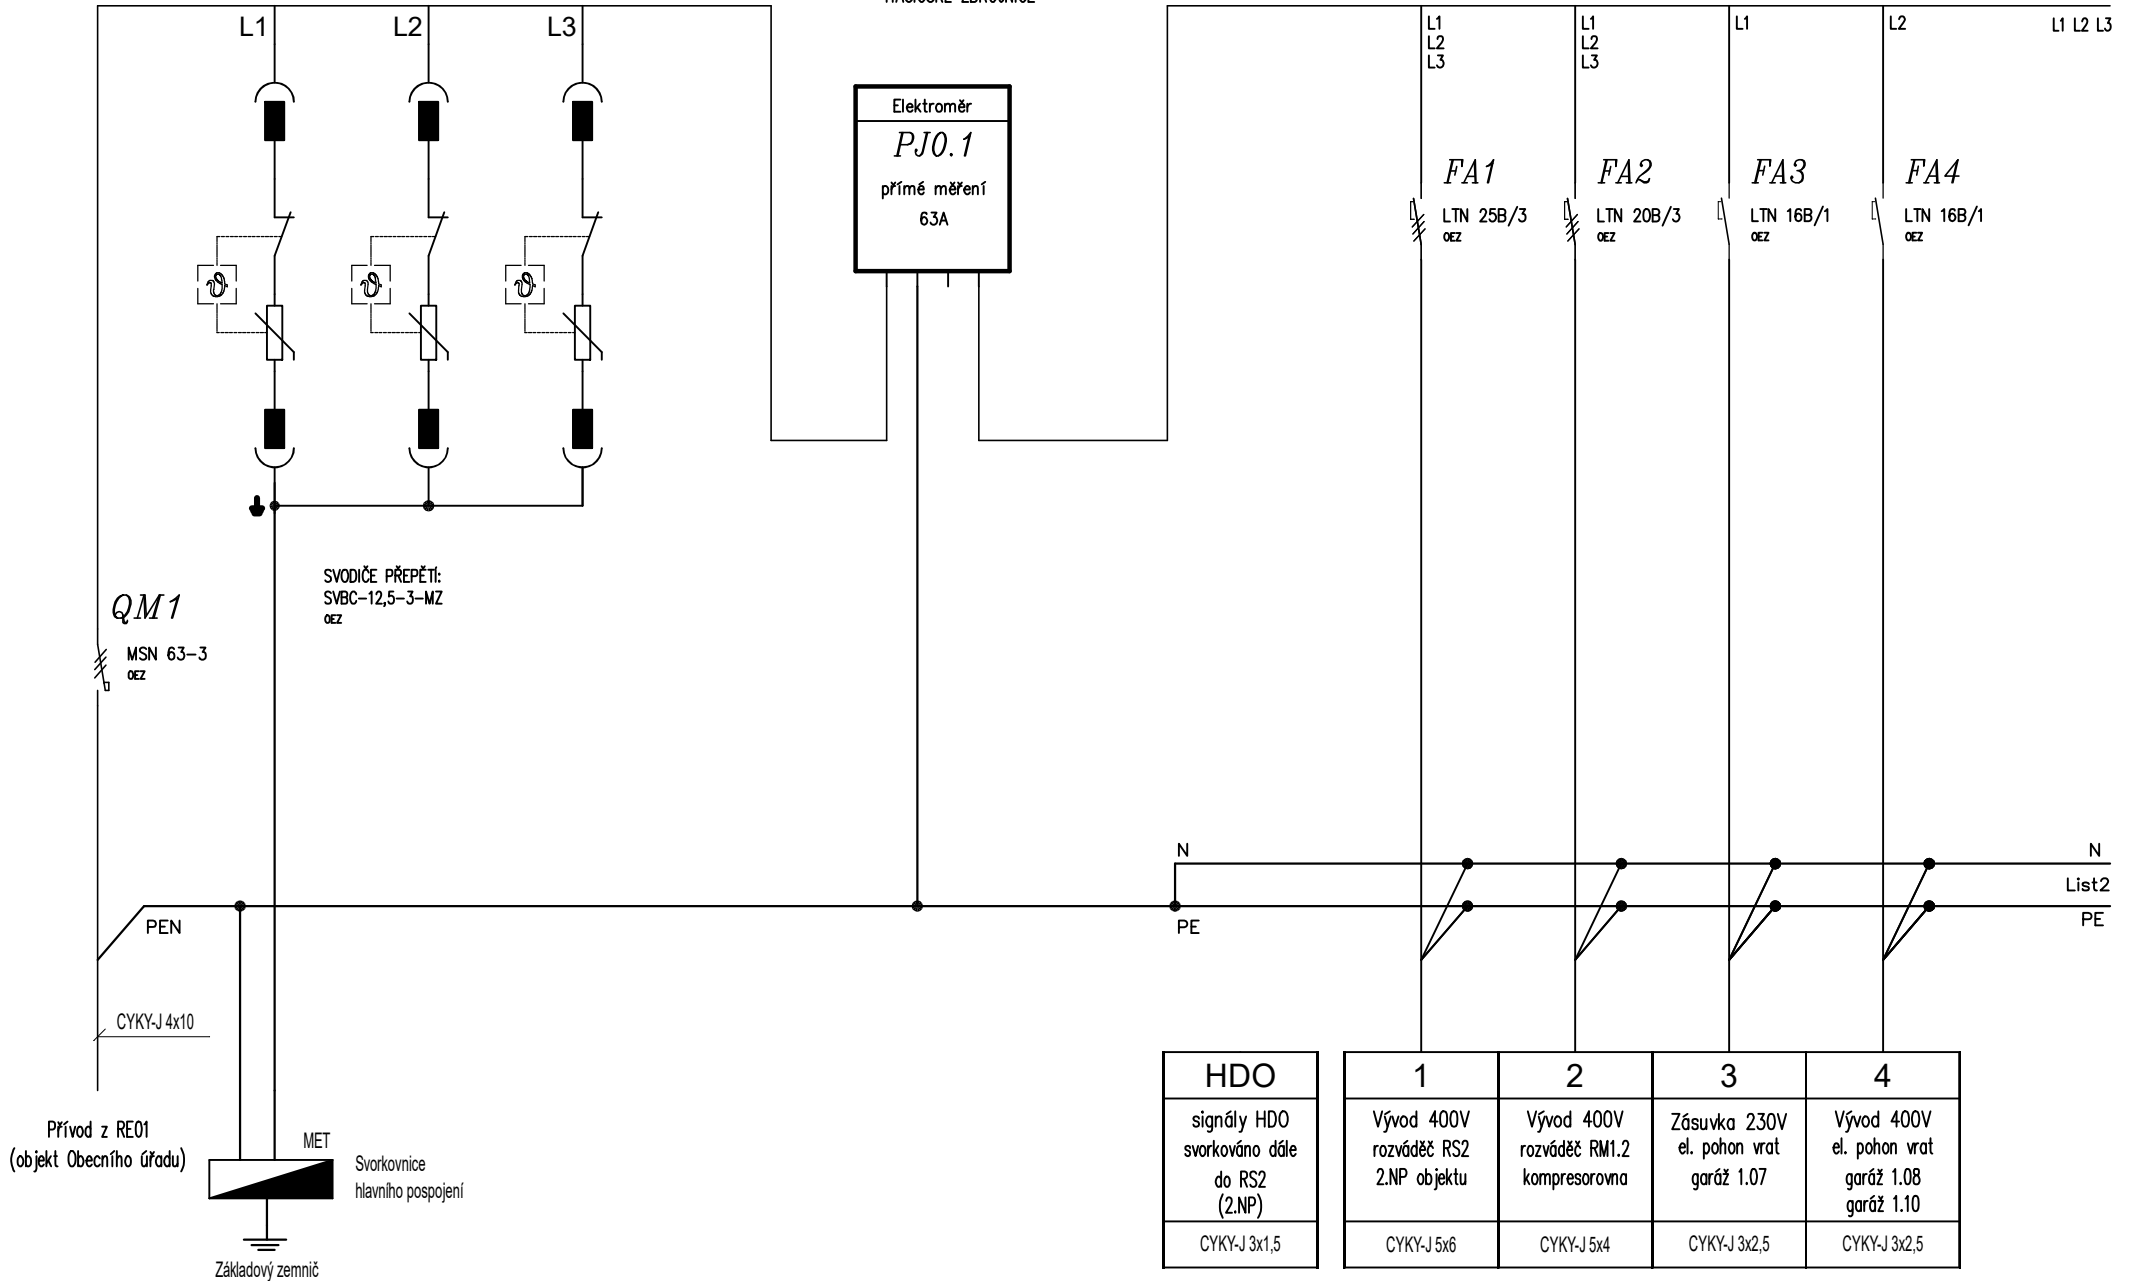 L1
L2
L3
L1
L2
L3
L1
L2
L3
L1
L2
L1 L2 L3
Elektroměr
PJ0.1
přímé měření
63A
FA1
LTN 25B/3
OEZ
FA2
LTN 20B/3
OEZ
FA3
LTN 16B/1
OEZ
FA4
LTN 16B/1
OEZ
ϑ
ϑ
ϑ
SVODIČE PŘEPĚTÍ:
SVBC-12,5-3-MZ
OEZ
QM1
MSN 63-3
OEZ
N
N
List2
PEN
PE
PE
CYKY-J 4x10
Přívod z RE01
(objekt Obecního úřadu)
MET
Svorkovnice
hlavního pospojení
Základový zemnič
HDO
signály HDO
svorkováno dále
do RS2
(2.NP)
CYKY-J 3x1,5
1
Vývod 400V
rozváděč RS2
2.NP objektu
CYKY-J 5x6
2
Vývod 400V
rozváděč RM1.2
kompresorovna
CYKY-J 5x4
3
Zásuvka 230V
el. pohon vrat
garáž 1.07
CYKY-J 3x2,5
4
Vývod 400V
el. pohon vrat
garáž 1.08
garáž 1.10
CYKY-J 3x2,5